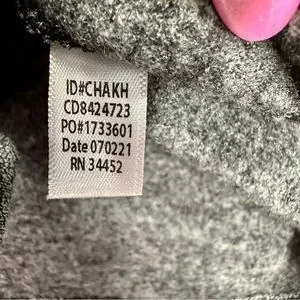 ID#CHAKH
CD8424723
PO#1733601
Date 070221
RN 34452